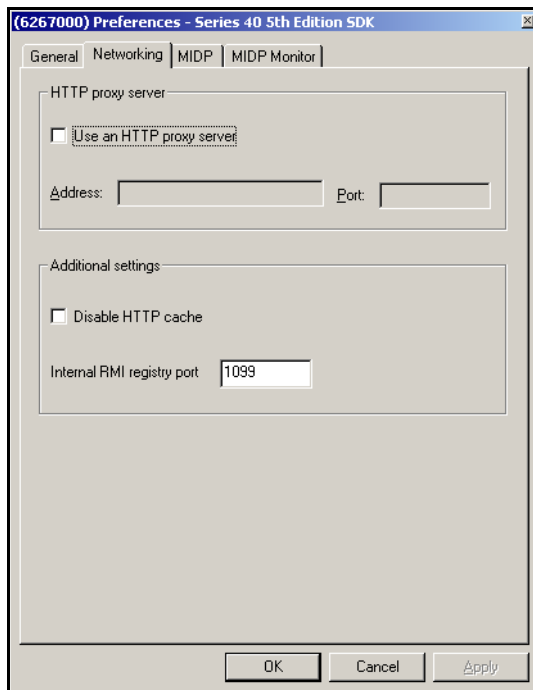 (6267000) Preferences - Series 40 5th Edition SDK
General Networking MIDP MIDP Monitor
HTTP proxy server
Use an HTTP proxy server
Address: Port:
Additional settings
Disable HTTP cache
Internal RMI registry port 1099
OK Cancel Apply